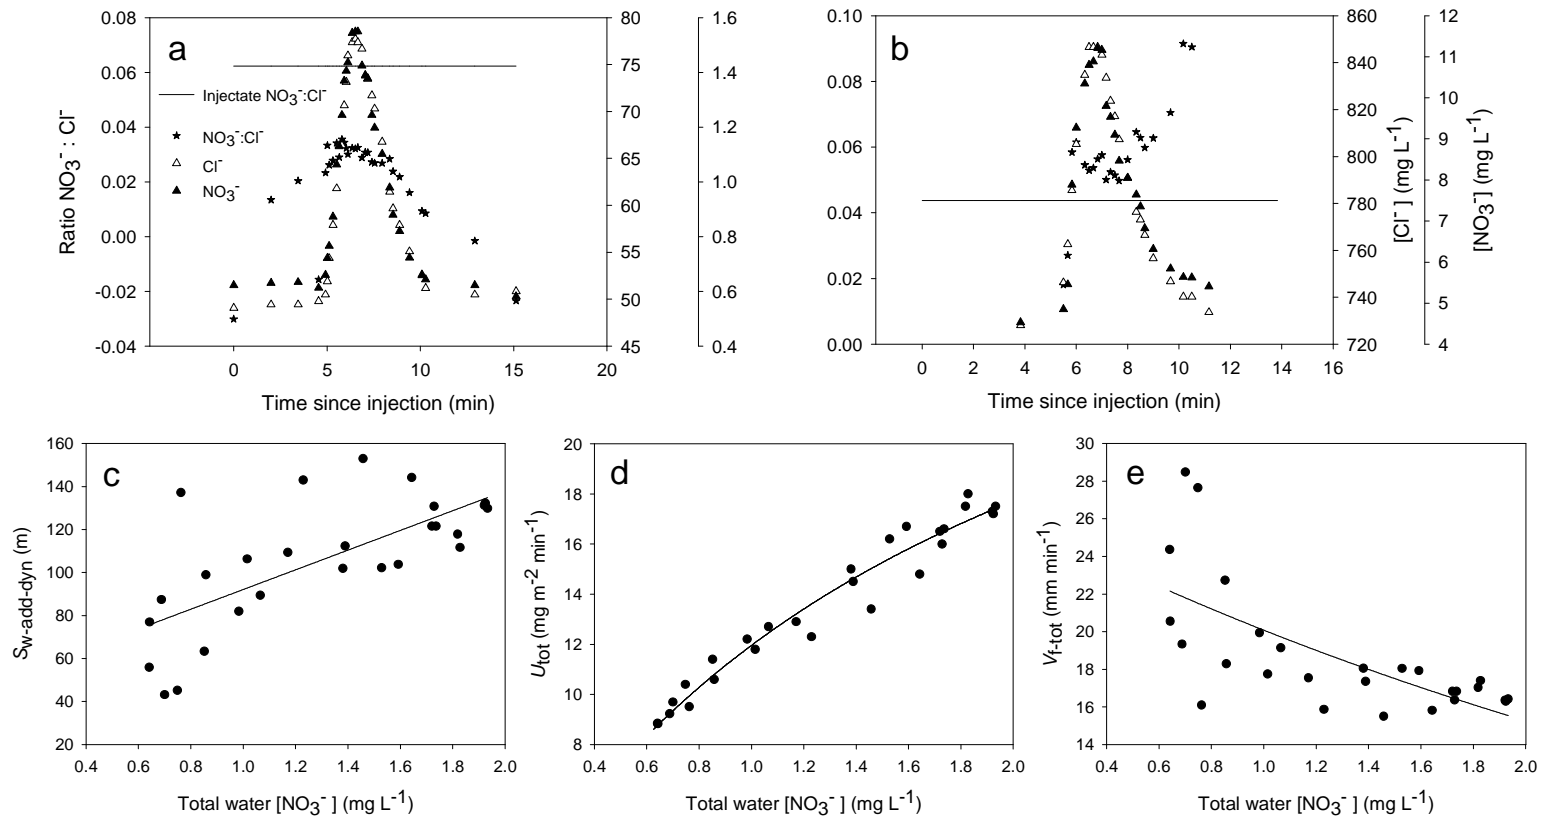 a
Ratio NO3- : Cl-
0.08
0.06
0.04
0.02
0.00
-0.02
-0.04
Injectate NO3-:Cl-
NO3-:Cl-
Cl-
NO3-
80
75
70
65
60
55
50
45
1.6
1.4
1.2
1.0
0.8
0.6
0.4
0 5 10 15 20
Time since injection (min)
b
0.10
0.08
0.06
0.04
0.02
0.00
860
840
820
800
780
760
740
720
[Cl-] (mg L-1)
12
11
10
9
8
7
6
5
4
[NO3-] (mg L-1)
0 2 4 6 8 10 12 14 16
Time since injection (min)
c
Sw-add-dyn (m)
160
140
120
100
80
60
40
20
0.4 0.6 0.8 1.0 1.2 1.4 1.6 1.8 2.0
Total water [NO3-] (mg L-1)
d
Utot (mg m-2 min-1)
20
18
16
14
12
10
8
0.4 0.6 0.8 1.0 1.2 1.4 1.6 1.8 2.0
Total water [NO3-] (mg L-1)
e
Vf-tot (mm min-1)
30
28
26
24
22
20
18
16
14
0.4 0.6 0.8 1.0 1.2 1.4 1.6 1.8 2.0
Total water [NO3-] (mg L-1)